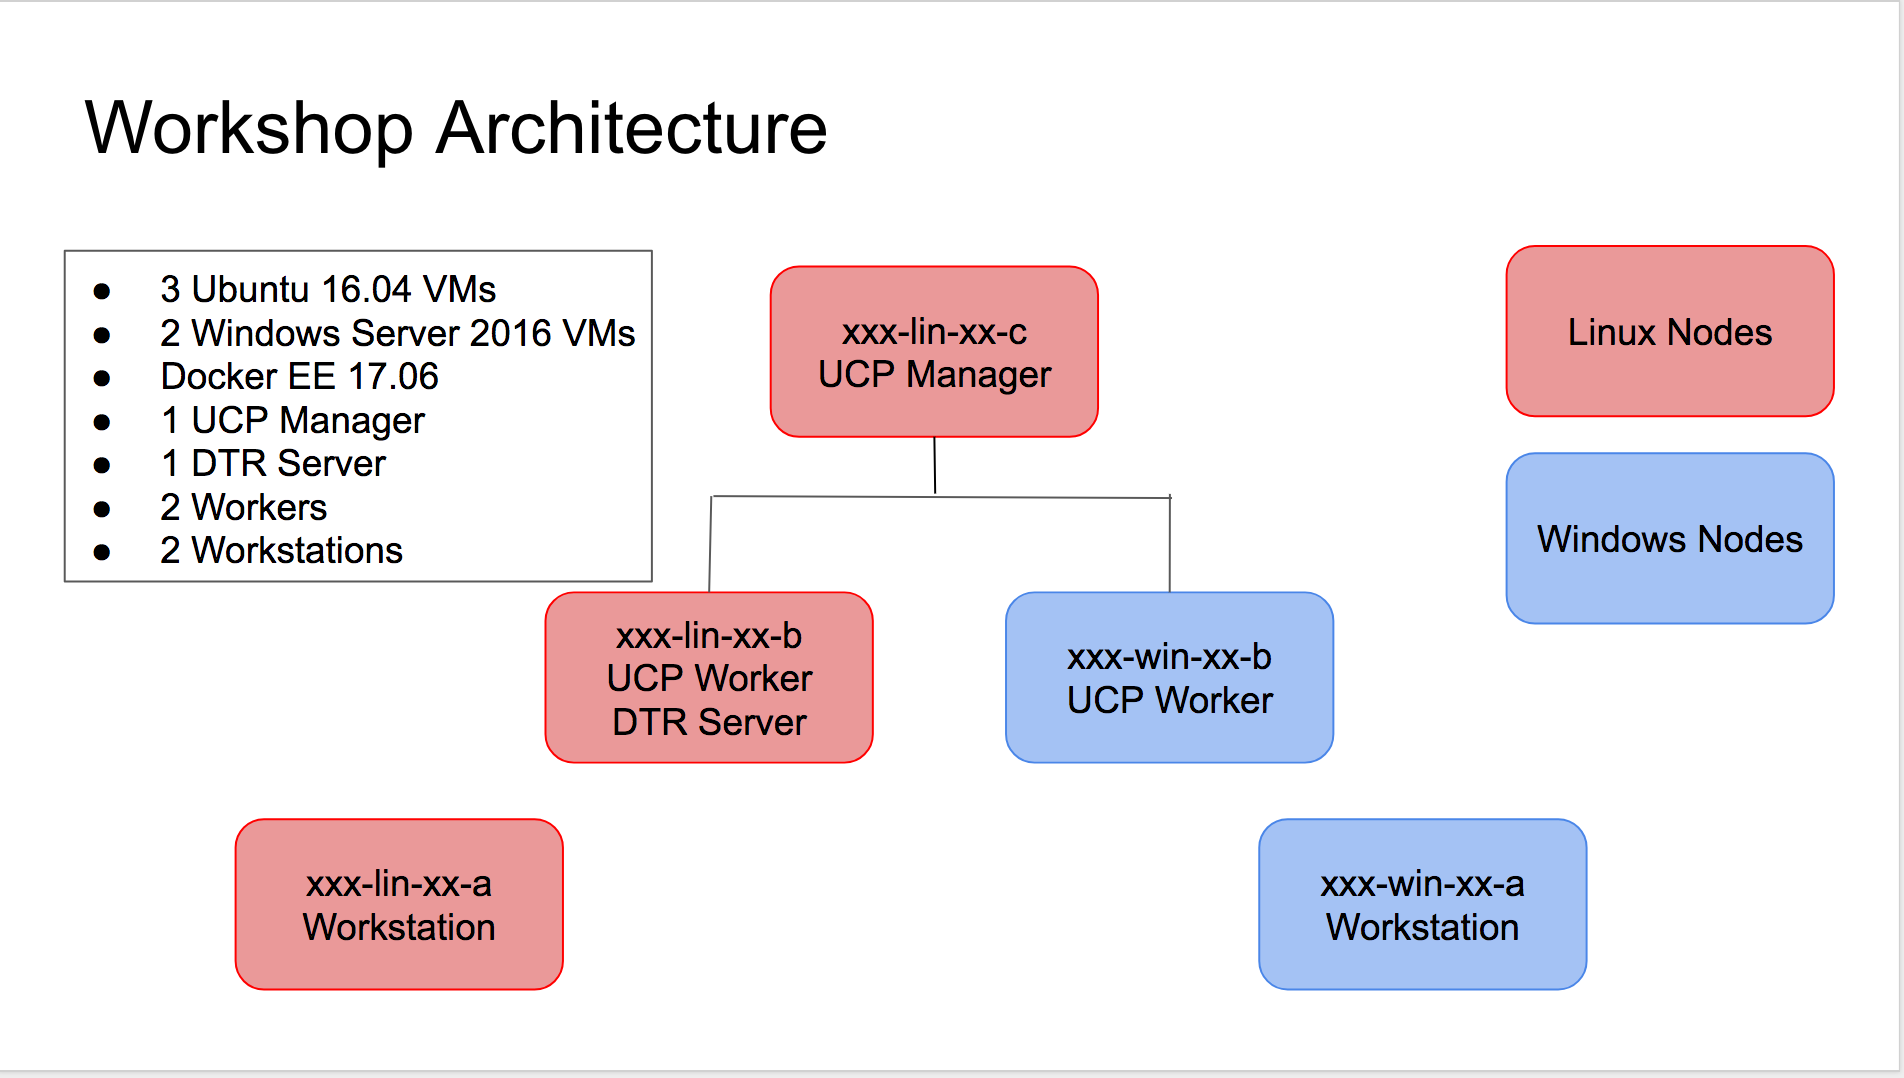 Workshop Architecture
● 3 Ubuntu 16.04 VMs
● 2 Windows Server 2016 VMs
● Docker EE 17.06
● 1 UCP Manager
● 1 DTR Server
● 2 Workers
● 2 Workstations
xxx-lin-xx-c
UCP Manager
Linux Nodes
Windows Nodes
xxx-lin-xx-b
UCP Worker
DTR Server
xxx-win-xx-b
UCP Worker
xxx-lin-xx-a
Workstation
xxx-win-xx-a
Workstation